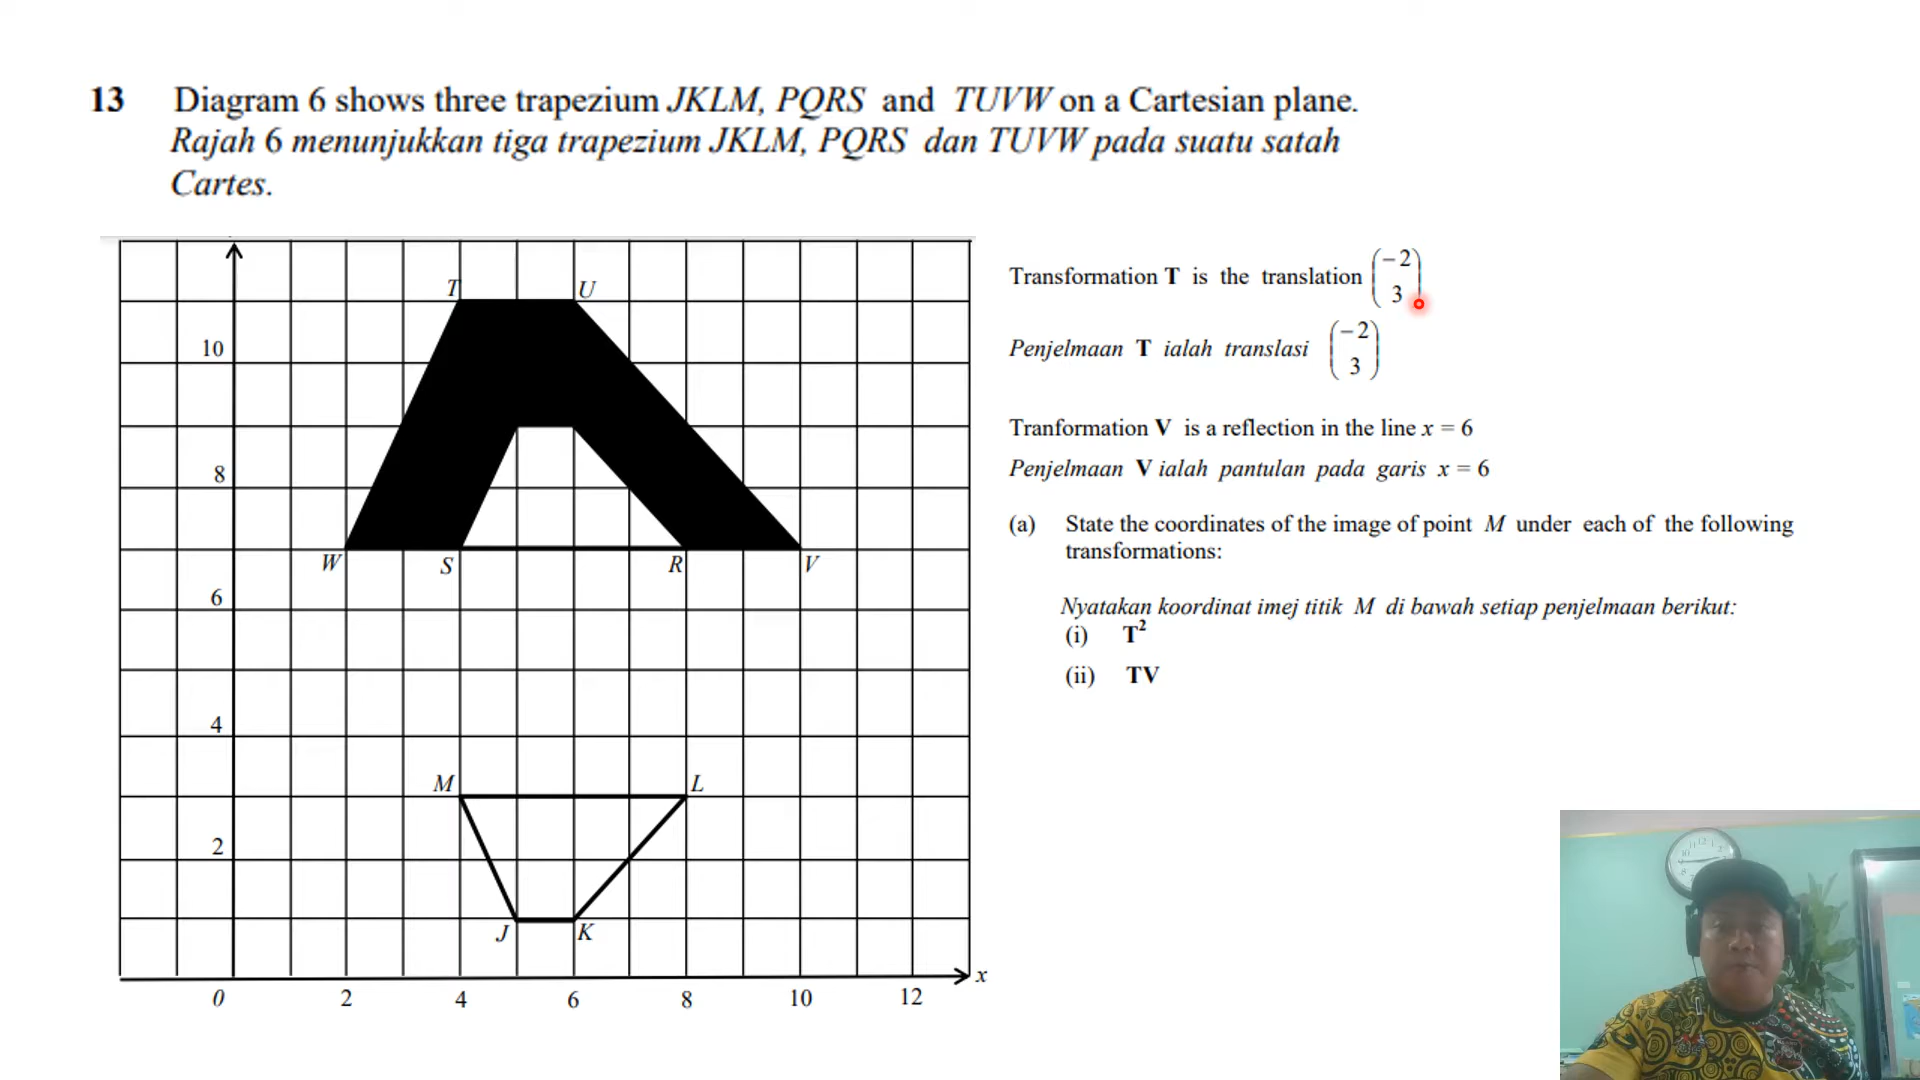 13 Diagram 6 shows three trapezium JKLM, PQRS and TUVW on a Cartesian plane.
Rajah 6 menunjukkan tiga trapezium JKLM, PQRS dan TUVW pada suatu satah
Cartes.
T U
10
8
W S R V
6
4
M L
2
J K
x
0 2 4 6 8 10 12
Transformation T is the translation (-2 3)
Penjelmaan T ialah translasi (-2 3)
Tranformation V is a reflection in the line x = 6
Penjelmaan V ialah pantulan pada garis x = 6
(a) State the coordinates of the image of point M under each of the following
transformations:
Nyatakan koordinat imej titik M di bawah setiap penjelmaan berikut:
(i) T²
(ii) TV